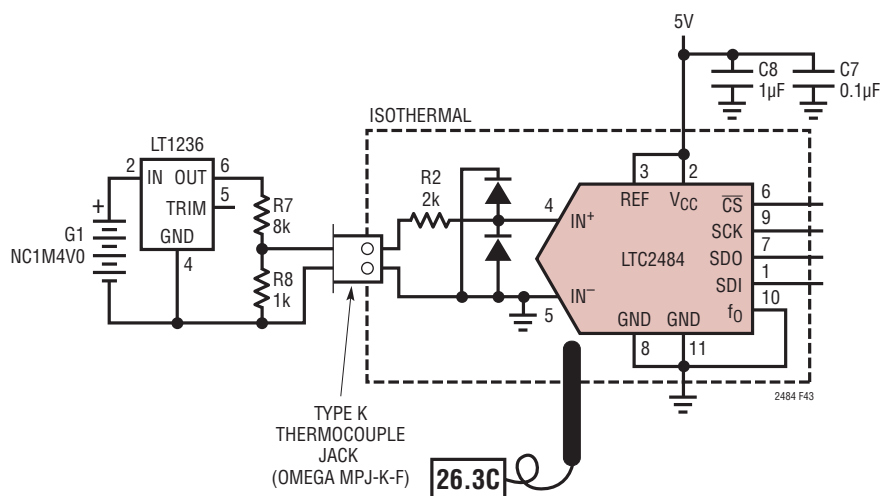 5V
C8
1µF
C7
0.1µF
ISOTHERMAL
LT1236
2
IN
OUT
6
TRIM
5
GND
4
+
G1
NC1M4V0
R7
8k
R8
1k
R2
2k
3
2
REF
VCC
4
IN+
IN–
5
LTC2484
CS
6
SCK
9
SDO
7
SDI
1
fO
10
GND
GND
8
11
2484 F43
TYPE K
THERMOCOUPLE
JACK
(OMEGA MPJ-K-F)
26.3C